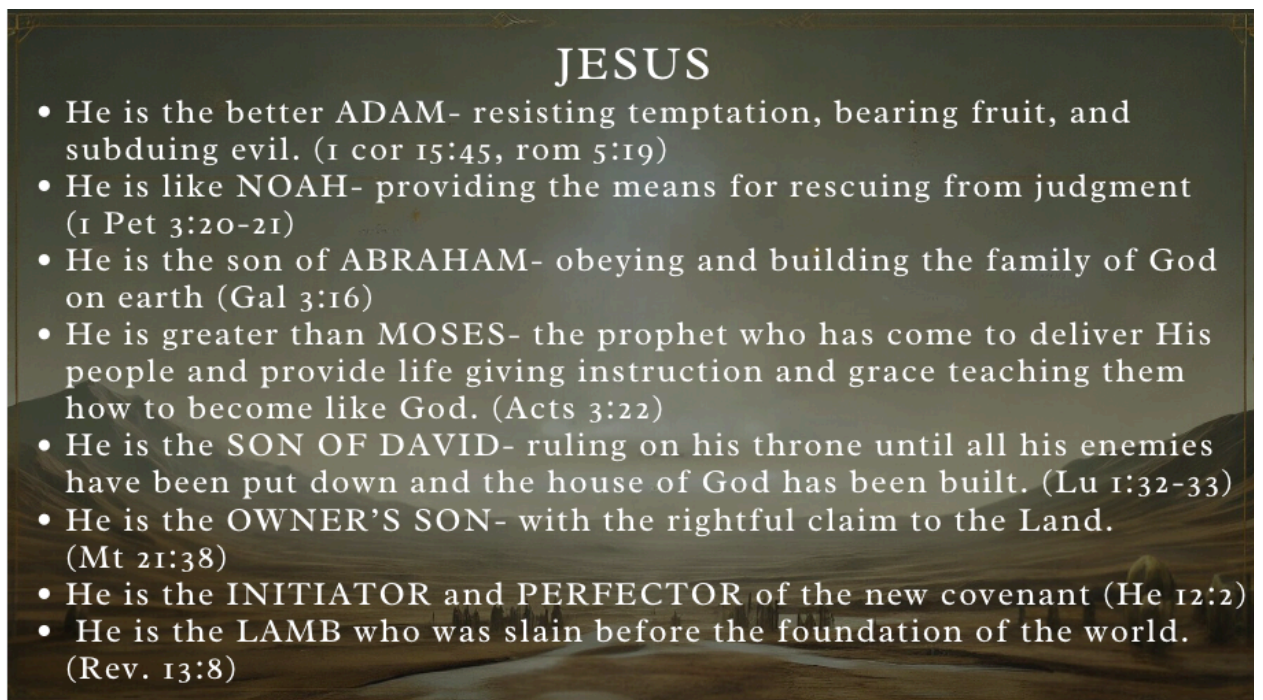 JESUS
• He is the better ADAM- resisting temptation, bearing fruit, and
subduing evil. (1 cor 15:45, rom 5:19)
• He is like NOAH- providing the means for rescuing from judgment
(1 Pet 3:20-21)
• He is the son of ABRAHAM- obeying and building the family of God
on earth (Gal 3:16)
• He is greater than MOSES- the prophet who has come to deliver His
people and provide life giving instruction and grace teaching them
how to become like God. (Acts 3:22)
• He is the SON OF DAVID- ruling on his throne until all his enemies
have been put down and the house of God has been built. (Lu 1:32-33)
• He is the OWNER’S SON- with the rightful claim to the Land.
(Mt 21:38)
• He is the INITIATOR and PERFECTOR of the new covenant (He 12:2)
• He is the LAMB who was slain before the foundation of the world.
(Rev. 13:8)